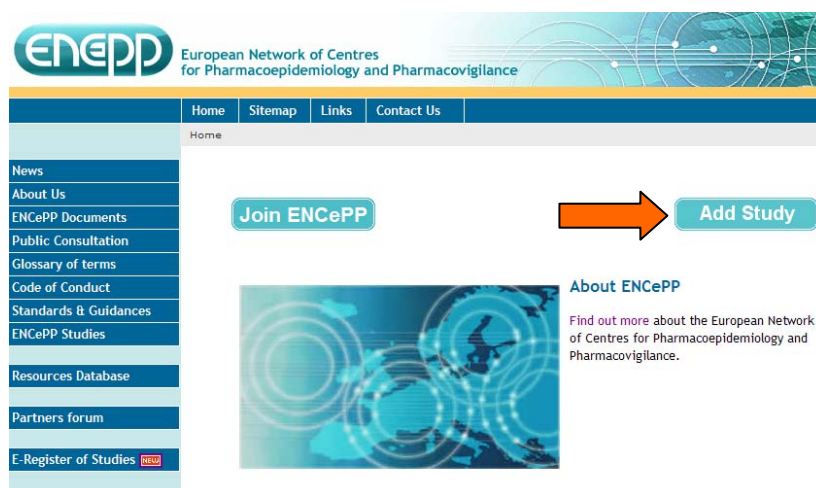 ENCePP
European Network of Centres
for Pharmacoepidemiology and Pharmacovigilance
Home Sitemap Links Contact Us
Home
News
About Us
ENCePP Documents
Public Consultation
Glossary of terms
Code of Conduct
Standards & Guidances
ENCePP Studies
Resources Database
Partners forum
E-Register of Studies NEW
Join ENCePP
Add Study
About ENCePP
Find out more about the European Network
of Centres for Pharmacoepidemiology and
Pharmacovigilance.